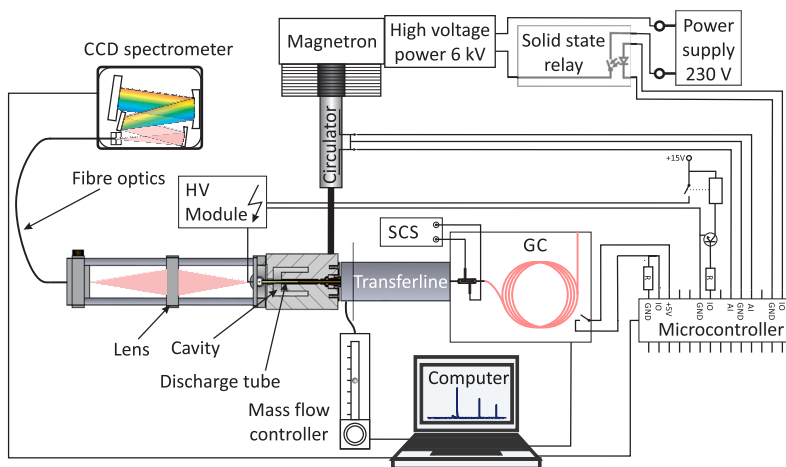 CCD spectrometer
Magnetron
High voltage
power 6 kV
Solid state
relay
Power
supply
230 V
Circulator
Fibre optics
HV
Module
+15V
SCS
GC
Transferline
R
R
GND
IO
+5V
GND
IO
AI
GND
AI
GND
IO
Microcontroller
Lens
Cavity
Discharge tube
Mass flow
controller
Computer